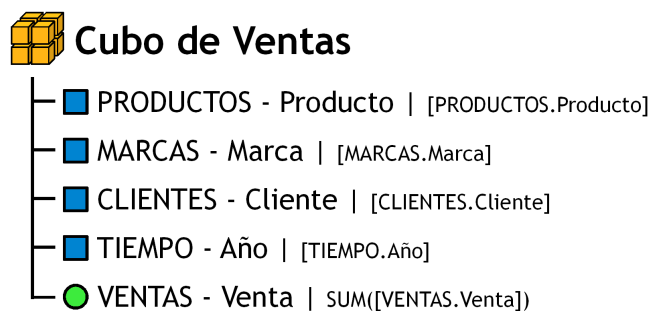 Cubo de Ventas
PRODUCTOS - Producto | [PRODUCTOS.Producto]
MARCAS - Marca | [MARCAS.Marca]
CLIENTES - Cliente | [CLIENTES.Cliente]
TIEMPO - Año | [TIEMPO.Año]
VENTAS - Venta | SUM([VENTAS.Venta])